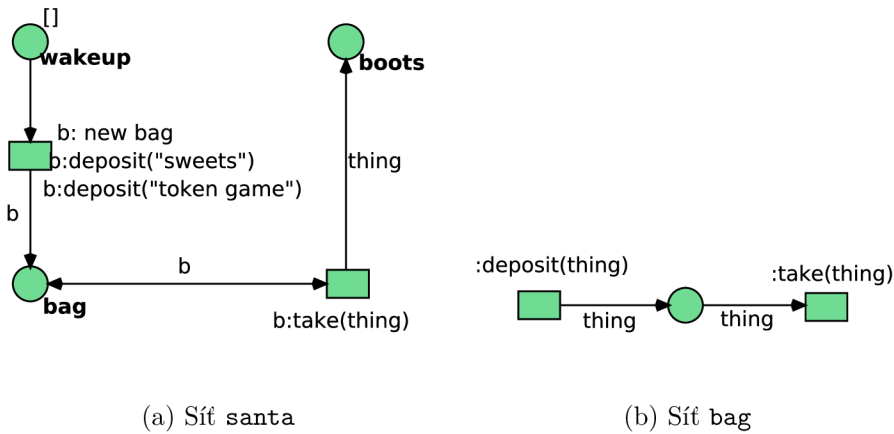 []
wakeup
boots
b: new bag
b:deposit("sweets")
thing
b:deposit("token game")
b
b
bag
b:take(thing)
:deposit(thing)
:take(thing)
thing
thing
(a) Síť santa
(b) Síť bag